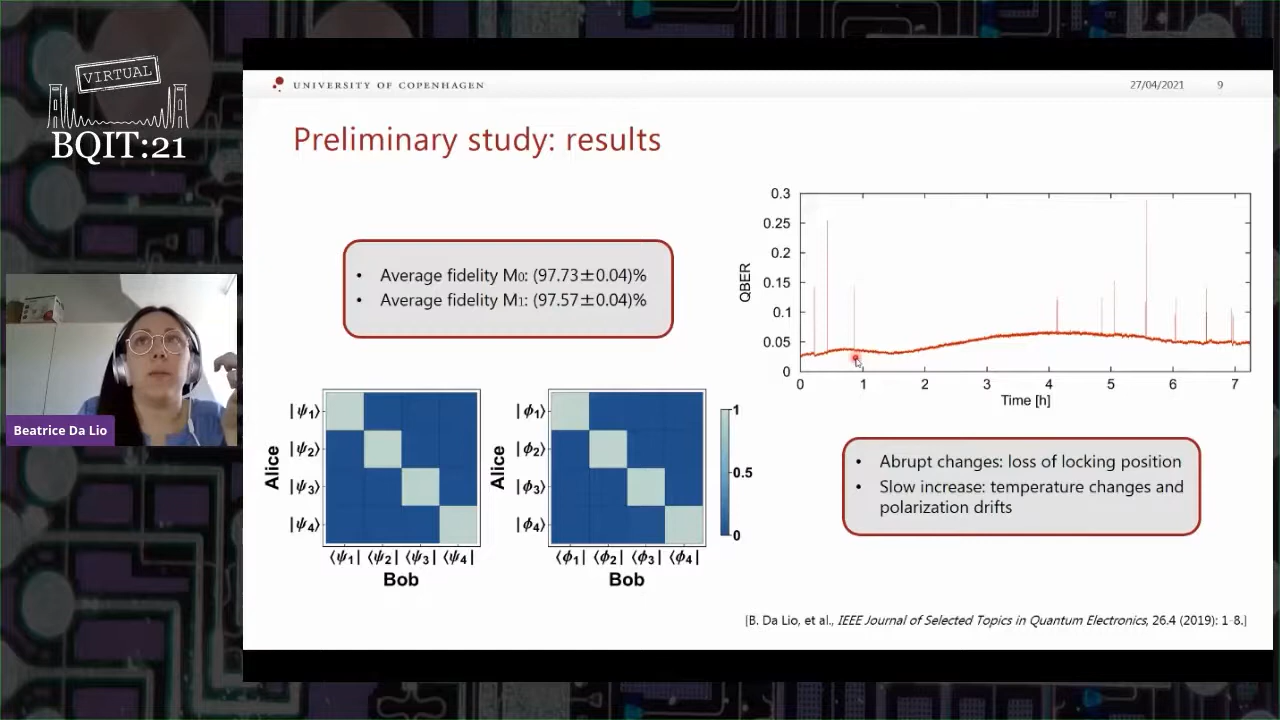 VIRTUAL
BQIT:21
Beatrice Da Lio
UNIVERSITY OF COPENHAGEN
27/04/2021
9
Preliminary study: results
• Average fidelity M₀: (97.73±0.04)%
• Average fidelity M₁: (97.57±0.04)%
0.3
0.25
0.2
0.15
0.1
0.05
0
QBER
0 1 2 3 4 5 6 7
Time [h]
Alice
|ψ₁⟩
|ψ₂⟩
|ψ₃⟩
|ψ₄⟩
⟨ψ₁| ⟨ψ₂| ⟨ψ₃| ⟨ψ₄|
Bob
Alice
|ϕ₁⟩
|ϕ₂⟩
|ϕ₃⟩
|ϕ₄⟩
⟨ϕ₁| ⟨ϕ₂| ⟨ϕ₃| ⟨ϕ₄|
Bob
1
0.5
0
• Abrupt changes: loss of locking position
• Slow increase: temperature changes and
polarization drifts
[B. Da Lio, et al., IEEE Journal of Selected Topics in Quantum Electronics, 26.4 (2019): 1-8.]